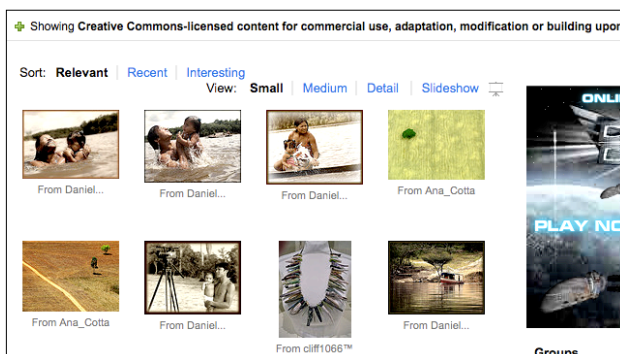 Showing Creative Commons-licensed content for commercial use, adaptation, modification or building upon
Sort: Relevant Recent Interesting
View: Small Medium Detail Slideshow
ONLI
From Daniel... From Daniel... From Daniel... From Ana_Cotta
PLAY NO
From Ana_Cotta From Daniel... From cliff1066™ From Daniel...
Groups